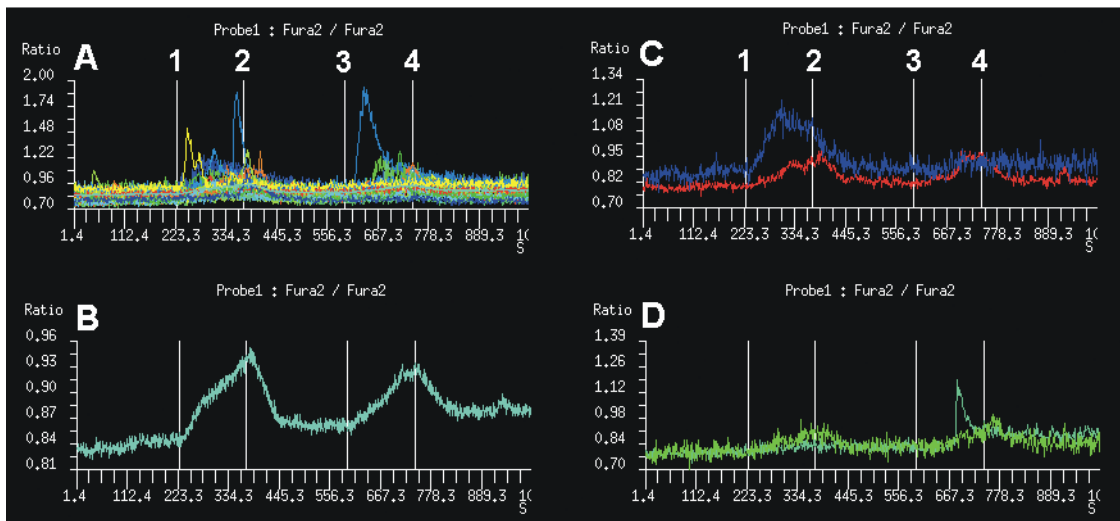 Probe1 : Fura2 / Fura2
Ratio
A
1 2 3 4
2.00
1.74
1.48
1.22
0.96
0.70
1.4 112.4 223.3 334.3 445.3 556.3 667.3 778.3 889.3 10
S
Probe1 : Fura2 / Fura2
Ratio
C
1 2 3 4
1.34
1.21
1.08
0.95
0.82
0.70
1.4 112.4 223.3 334.3 445.3 556.3 667.3 778.3 889.3 10
S
Probe1 : Fura2 / Fura2
Ratio
B
0.96
0.93
0.90
0.87
0.84
0.81
1.4 112.4 223.3 334.3 445.3 556.3 667.3 778.3 889.3 10
S
Probe1 : Fura2 / Fura2
Ratio
D
1.39
1.26
1.12
0.98
0.84
0.70
1.4 112.4 223.3 334.3 445.3 556.3 667.3 778.3 889.3 10
S